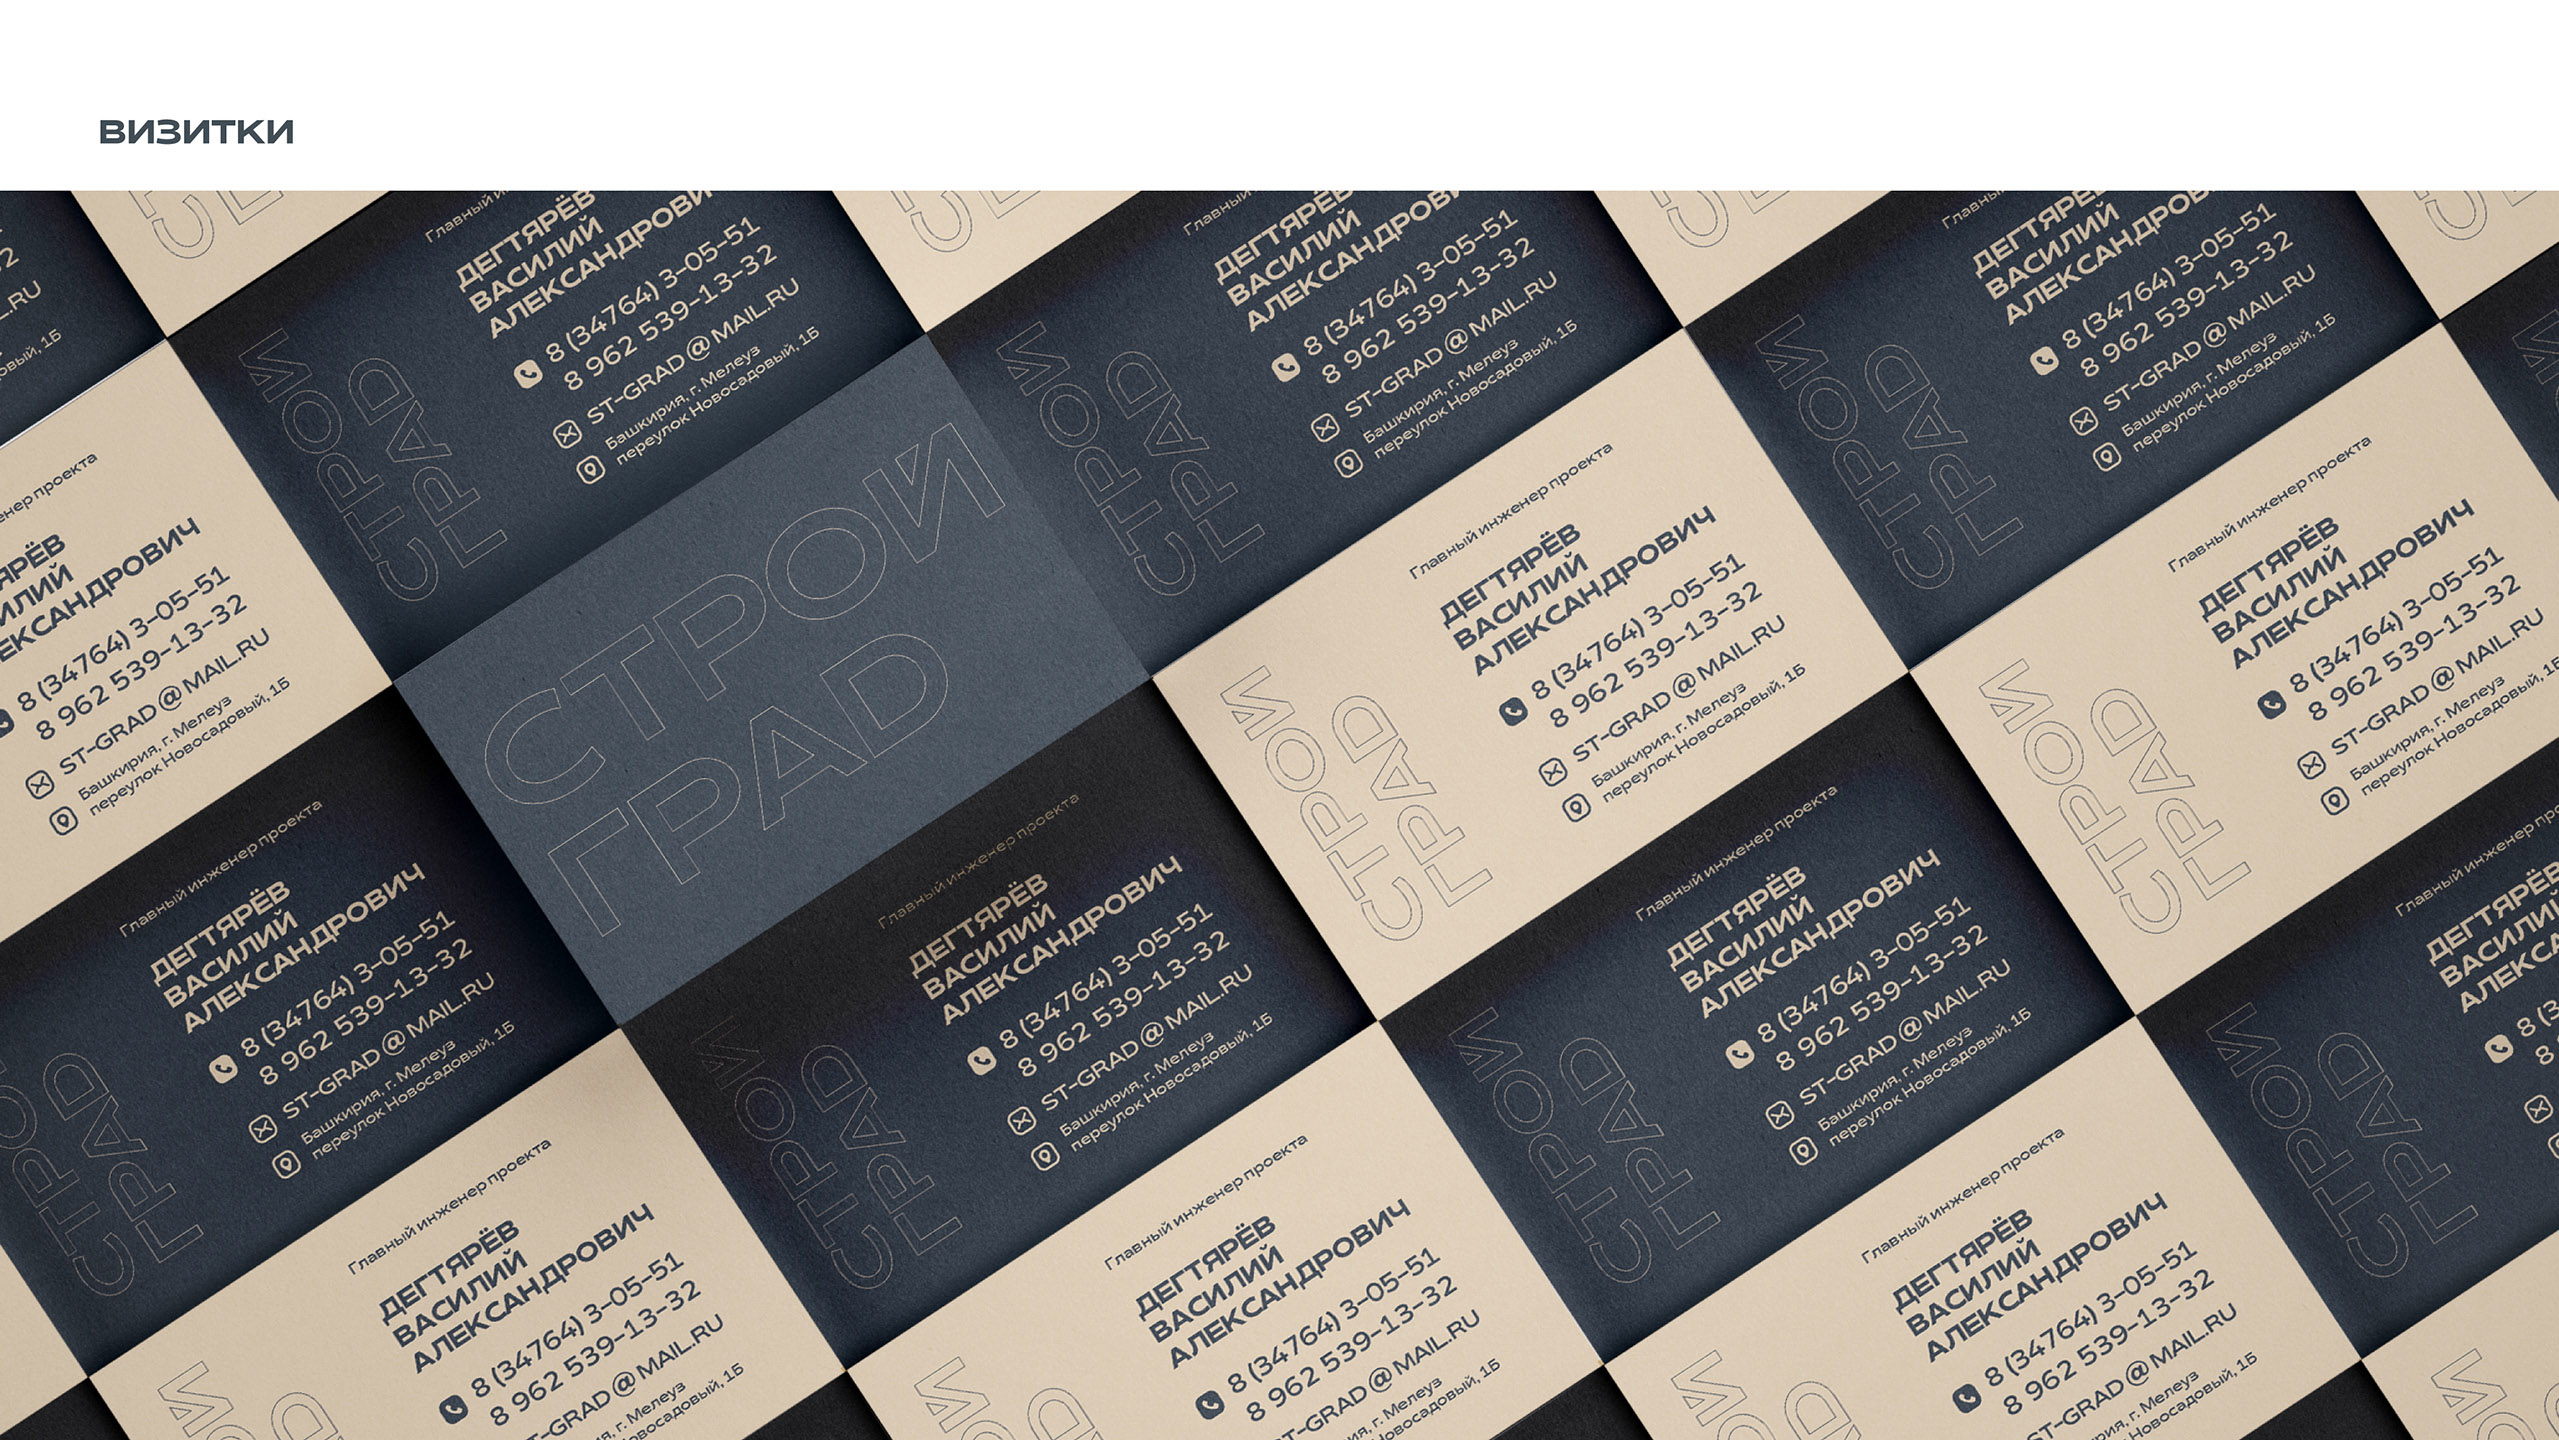 ВИЗИТКИ
СТРОЙ
ГРАД
Главный инженер проекта
ДЕГТЯРЁВ
ВАСИЛИЙ
АЛЕКСАНДРОВИЧ
8 (34764) 3-05-51
8 962 539-13-32
ST-GRAD@MAIL.RU
Башкирия, г. Мелеуз
переулок Новосадовый, 1Б